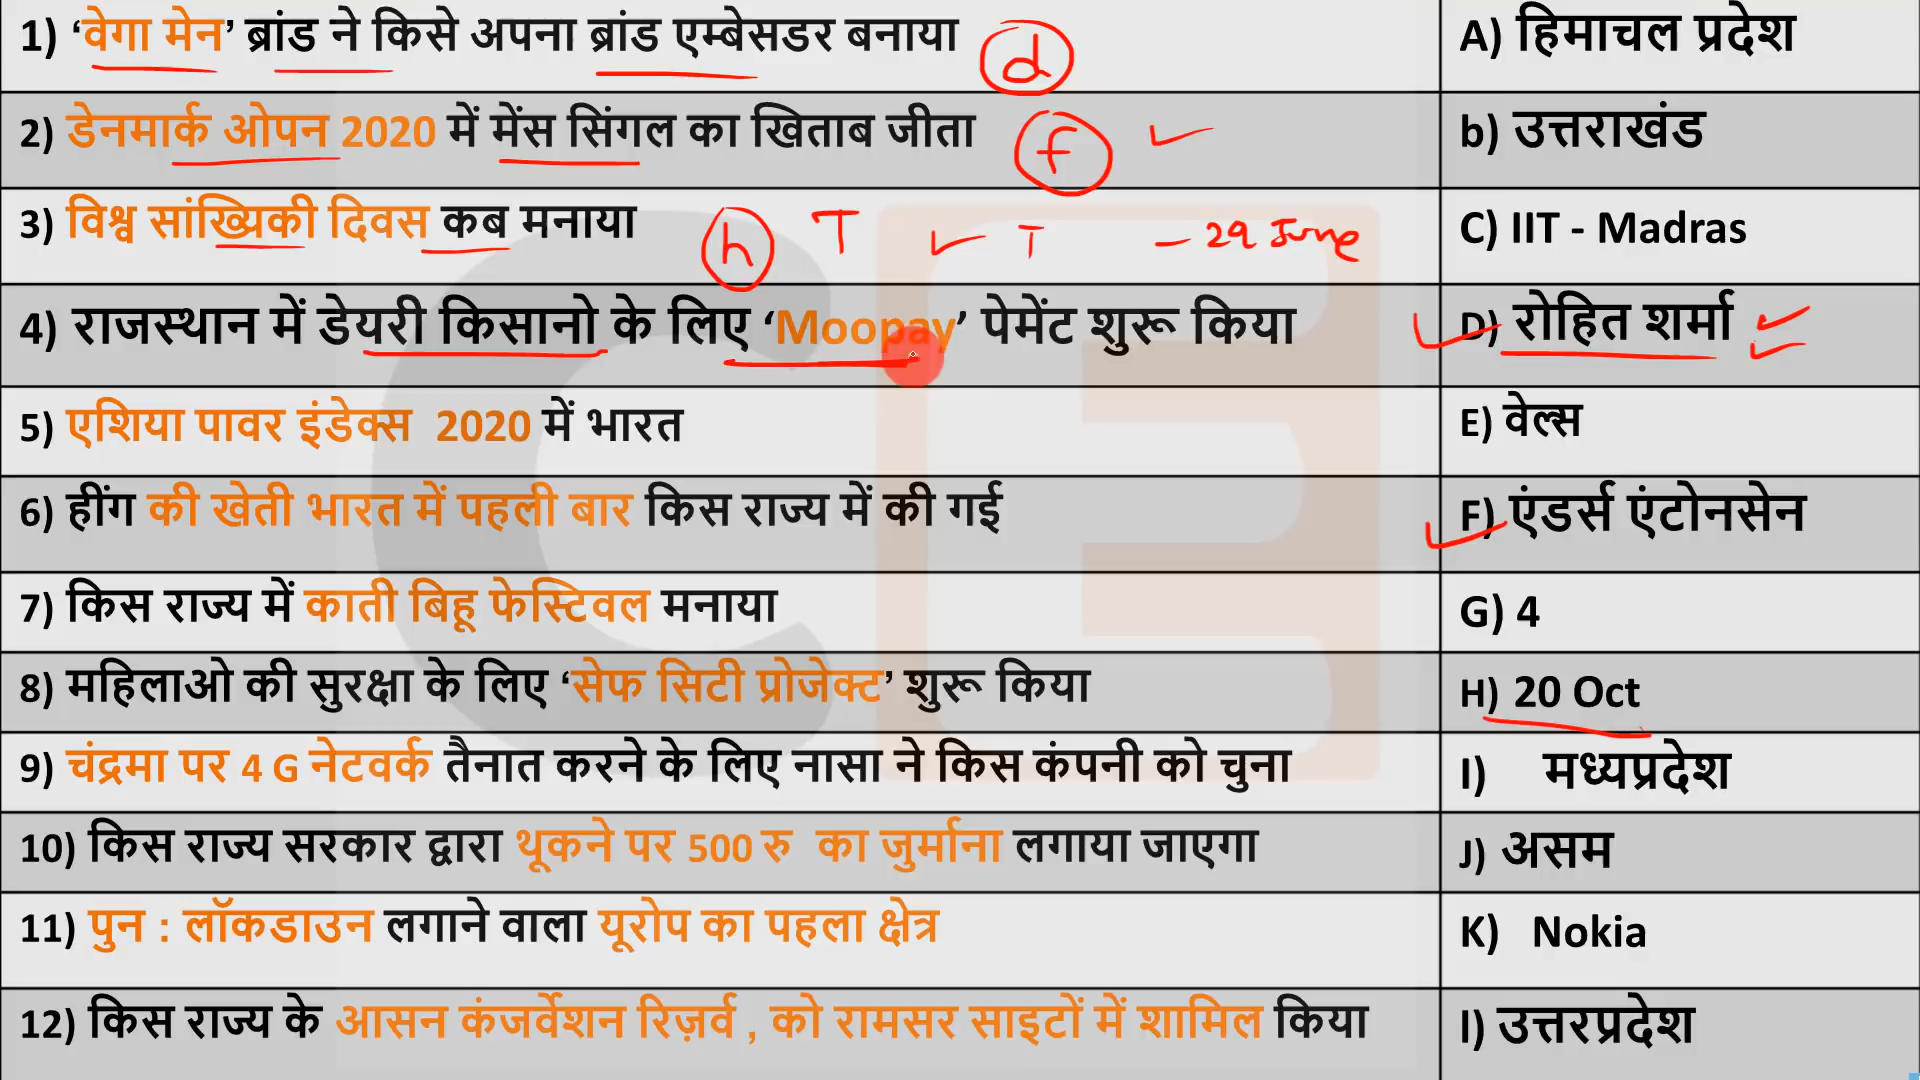 1) ‘वेगा मेन’ ब्रांड ने किसे अपना ब्रांड एम्बेसडर बनाया d
A) हिमाचल प्रदेश
2) डेनमार्क ओपन 2020 में मेंस सिंगल का खिताब जीता f
b) उत्तराखंड
3) विश्व सांख्यिकी दिवस कब मनाया h T T - 29 June
C) IIT - Madras
4) राजस्थान में डेयरी किसानो के लिए ‘Moopay’ पेमेंट शुरू किया
D) रोहित शर्मा
5) एशिया पावर इंडेक्स 2020 में भारत
E) वेल्स
6) हींग की खेती भारत में पहली बार किस राज्य में की गई
F) एंडर्स एंटोनसेन
7) किस राज्य में काती बिहू फेस्टिवल मनाया
G) 4
8) महिलाओ की सुरक्षा के लिए ‘सेफ सिटी प्रोजेक्ट’ शुरू किया
H) 20 Oct
9) चंद्रमा पर 4 G नेटवर्क तैनात करने के लिए नासा ने किस कंपनी को चुना
I) मध्यप्रदेश
10) किस राज्य सरकार द्वारा थूकने पर 500 रु का जुर्माना लगाया जाएगा
J) असम
11) पुन : लॉकडाउन लगाने वाला यूरोप का पहला क्षेत्र
K) Nokia
12) किस राज्य के आसन कंजर्वेशन रिज़र्व , को रामसर साइटों में शामिल किया
l) उत्तरप्रदेश